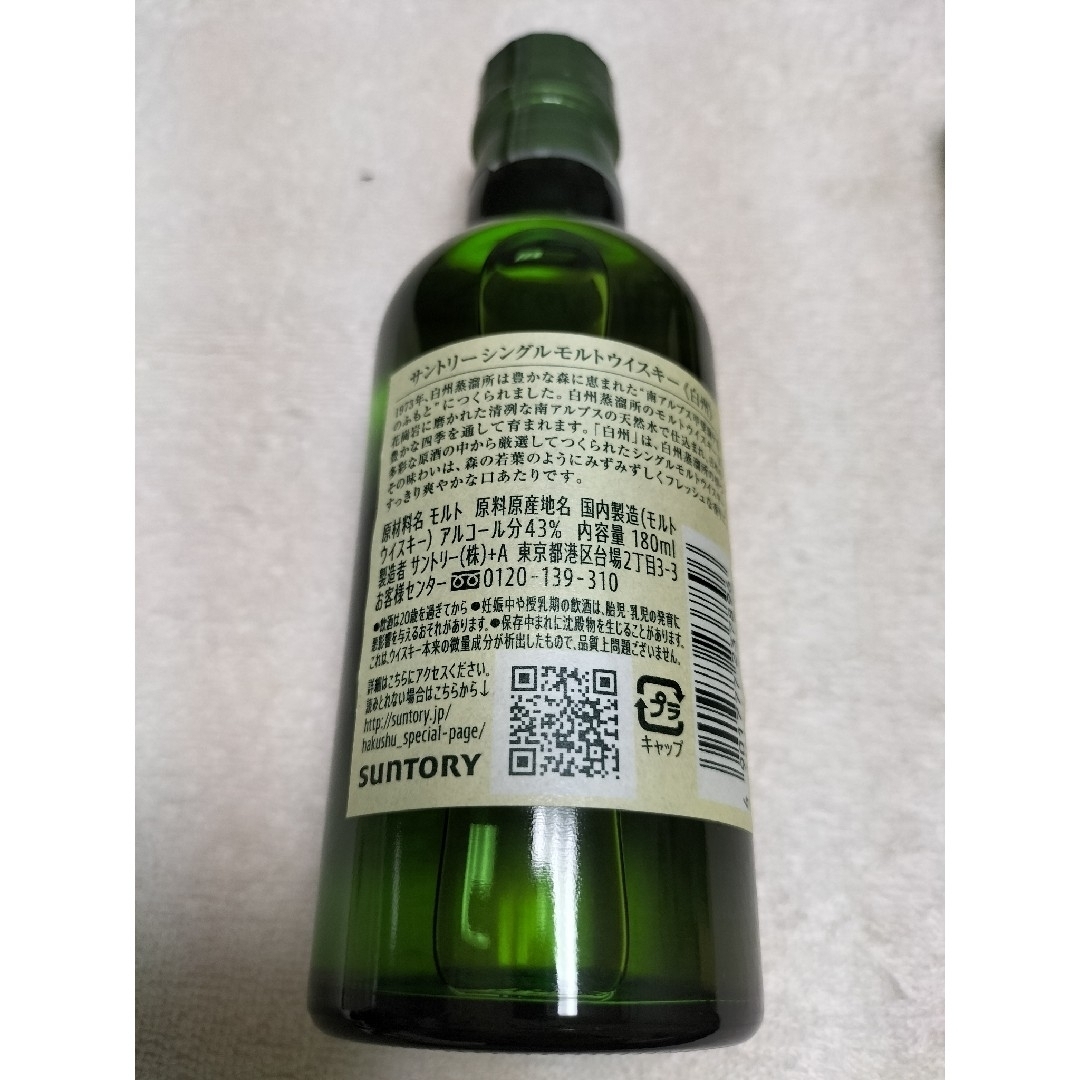 サントリー シングルモルトウイスキー〈白州〉
1973年、白州蒸溜所は豊かな森に恵まれた"南アルプス甲斐駒
のふもと"につくられました。白州蒸溜所のモルトウイスキー
花崗岩に磨かれた清冽な南アルプスの天然水で仕込まれ
豊かな四季を通して育まれます。「白州」は、白州蒸溜所
多彩な原酒の中から厳選してつくられたシングルモルトウイスキー
その味わいは、森の若葉のようにみずみずしくフレッシュな香り
すっきり爽やかな口あたりです。
原材料名 モルト 原料原産地名 国内製造(モルト
ウイスキー) アルコール分43% 内容量 180ml
製造者 サントリー(株)+A 東京都港区台場2丁目3-3
お客様センター 0120-139-310
●飲酒は20歳を過ぎてから ●妊娠中や授乳期の飲酒は、胎児・乳児の発育に
悪影響を与えるおそれがあります。●保存中まれに沈殿物を生じることがあります。
これは、ウイスキー本来の微量成分が析出したもので、品質上問題ございません。
詳細はこちらにアクセスください。
読みとれない場合はこちらから↓
http://suntory.jp/
hakushu_special-page/
SUNTORY
プラ
キャップ